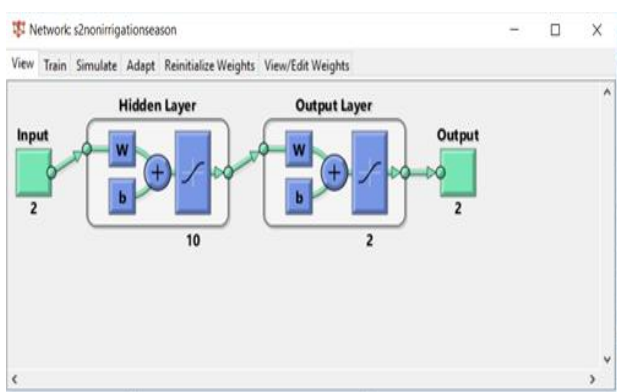 Network: s2nonirrigationseason
View Train Simulate Adapt Reinitialize Weights View/Edit Weights
Hidden Layer Output Layer
Input Output
W W
b b
+ +
2 2
10 2